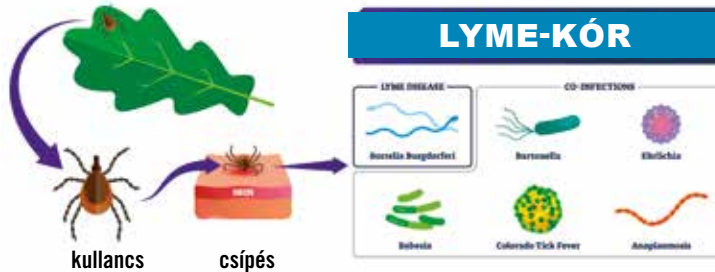 LYME-KÓR
LYME DISEASE
CO-INFECTIONS
Borrelia Burgdorferi
Bartonella
Ehrlichia
SKIN
Babesia
Colorado Tick Fever
Anaplasmosis
kullancs
csípés